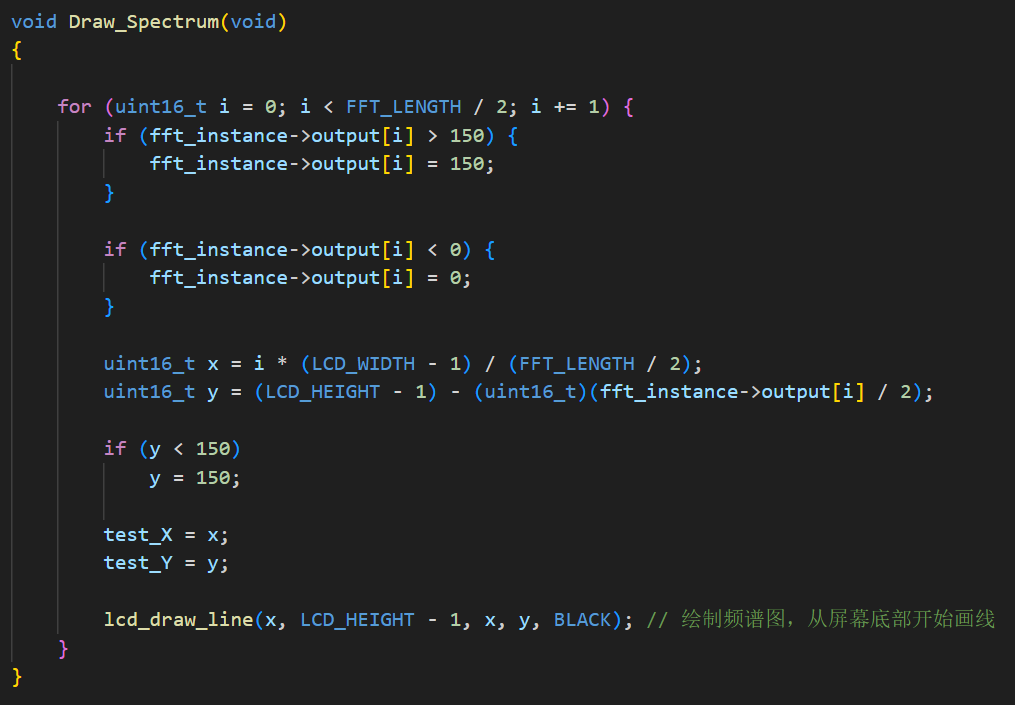 void Draw_Spectrum(void)
{
for (uint16_t i = 0; i < FFT_LENGTH / 2; i += 1) {
if (fft_instance->output[i] > 150) {
fft_instance->output[i] = 150;
}
if (fft_instance->output[i] < 0) {
fft_instance->output[i] = 0;
}
uint16_t x = i * (LCD_WIDTH - 1) / (FFT_LENGTH / 2);
uint16_t y = (LCD_HEIGHT - 1) - (uint16_t)(fft_instance->output[i] / 2);
if (y < 150)
y = 150;
test_X = x;
test_Y = y;
lcd_draw_line(x, LCD_HEIGHT - 1, x, y, BLACK); // 绘制频谱图，从屏幕底部开始画线
}
}